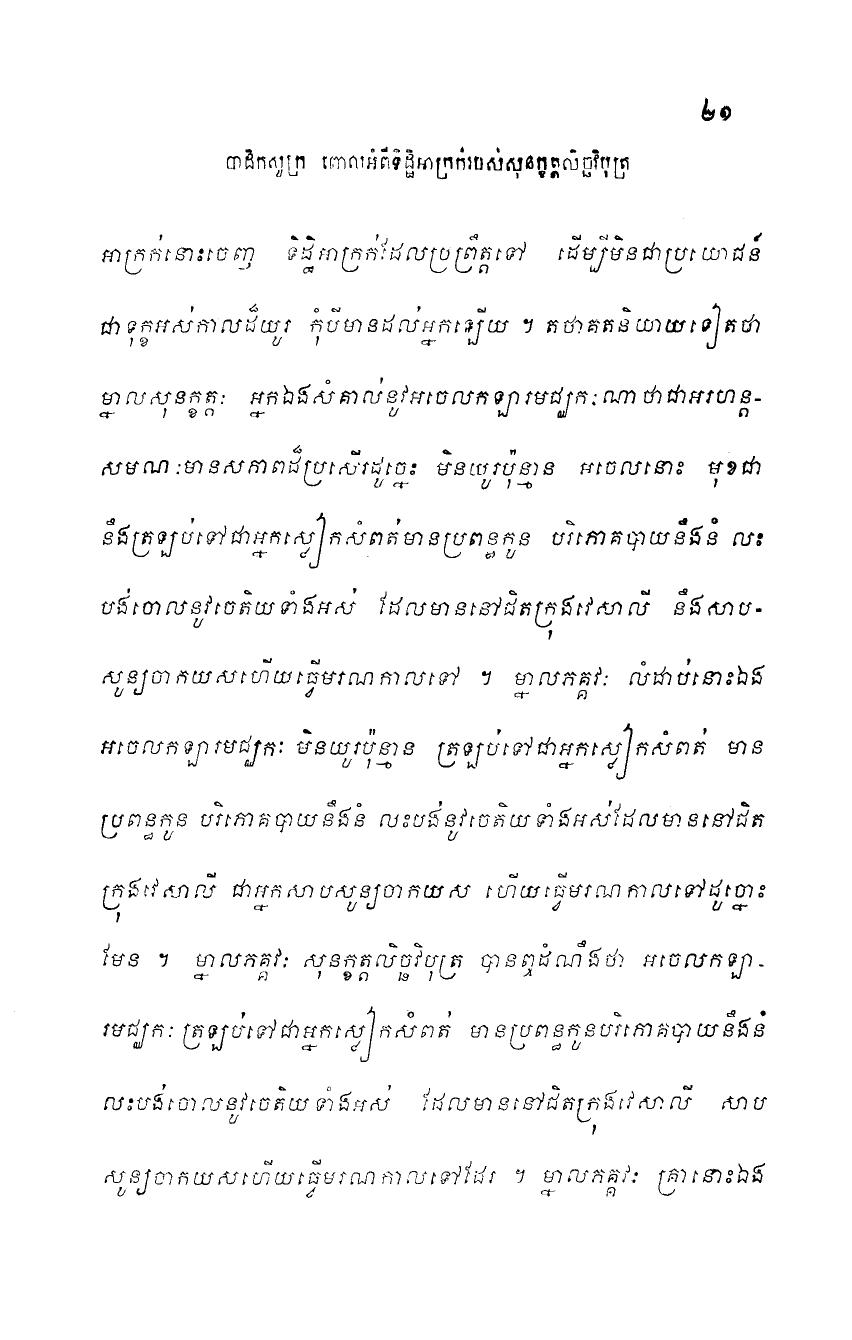 ២១
បាដិកសូត្រ ពោលអំពីទិដ្ឋិអាក្រក់របស់សុនក្ខត្តលិច្ឆវិបុត្រ
អាក្រក់នោះចេញ ទិដ្ឋិអាក្រក់ដែលប្រព្រឹត្តទៅ ដើម្បីមិនជាប្រយោជន៍
ជាទុក្ខអស់កាលដ៏យូរ កុំបីមានដល់អ្នកឡើយ ។ តថាគតនិយាយទៀតថា
ម្នាលសុនក្ខត្តៈ អ្នកឯងសំគាល់នូវអចេលកឡារមជ្ឈកៈណាថាជាអរហន្ត-
សមណៈមានសភាពដ៏ប្រសើរដូច្នេះ មិនយូរប៉ុន្មាន អចេលនោះ មុខជា
នឹងត្រឡប់ទៅជាអ្នកស្លៀកសំពត់មានប្រពន្ធកូន បរិភោគបាយនឹងនំ លះ
បង់ចោលនូវចេតិយទាំងអស់ ដែលមាននៅជិតក្រុងវេសាលី នឹងសាប-
សូន្យចាកយសហើយធ្វើមរណកាលទៅ ។ ម្នាលភគ្គវៈ លំដាប់នោះឯង
អចេលកឡារមជ្ឈកៈ មិនយូរប៉ុន្មាន ត្រឡប់ទៅជាអ្នកស្លៀកសំពត់ មាន
ប្រពន្ធកូន បរិភោគបាយនឹងនំ លះបង់នូវចេតិយទាំងអស់ដែលមាននៅជិត
ក្រុងវេសាលី ជាអ្នកសាបសូន្យចាកយស ហើយធ្វើមរណកាលទៅដូច្នោះ
មែន ។ ម្នាលភគ្គវៈ សុនក្ខត្តលិច្ឆវិបុត្រ បានឮដំណឹងថា អចេលកឡា-
រមជ្ឈកៈ ត្រឡប់ទៅជាអ្នកស្លៀកសំពត់ មានប្រពន្ធកូនបរិភោគបាយនឹងនំ
លះបង់ចោលនូវចេតិយទាំងអស់ ដែលមាននៅជិតក្រុងវេសាលី សាប
សូន្យចាកយសហើយធ្វើមរណកាលទៅដែរ ។ ម្នាលភគ្គវៈ គ្រានោះឯង